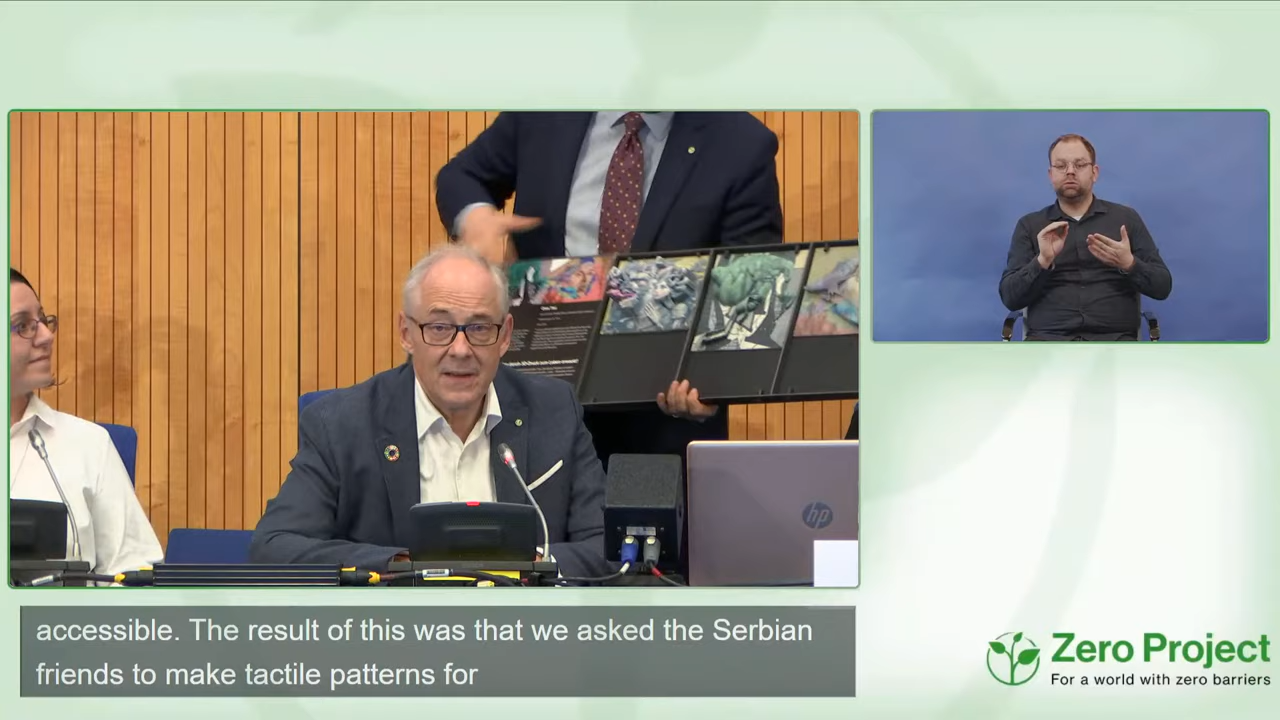 hp
accessible. The result of this was that we asked the Serbian
friends to make tactile patterns for
Zero Project
For a world with zero barriers